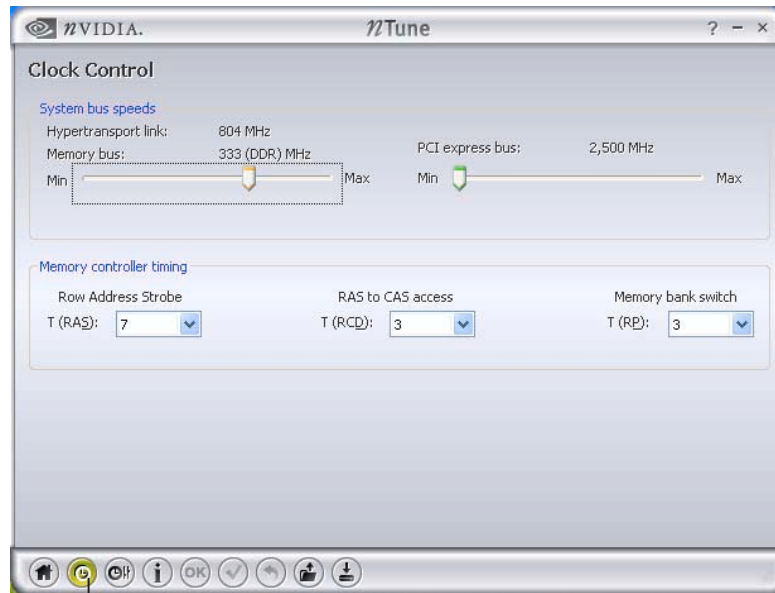 nVIDIA. nTune ? − ×
Clock Control
System bus speeds
Hypertransport link: 804 MHz
Memory bus: 333 (DDR) MHz
PCI express bus: 2,500 MHz
Min Max
Min Max
Memory controller timing
Row Address Strobe
T (RAS): 7
RAS to CAS access
T (RCD): 3
Memory bank switch
T (RP): 3
i OK